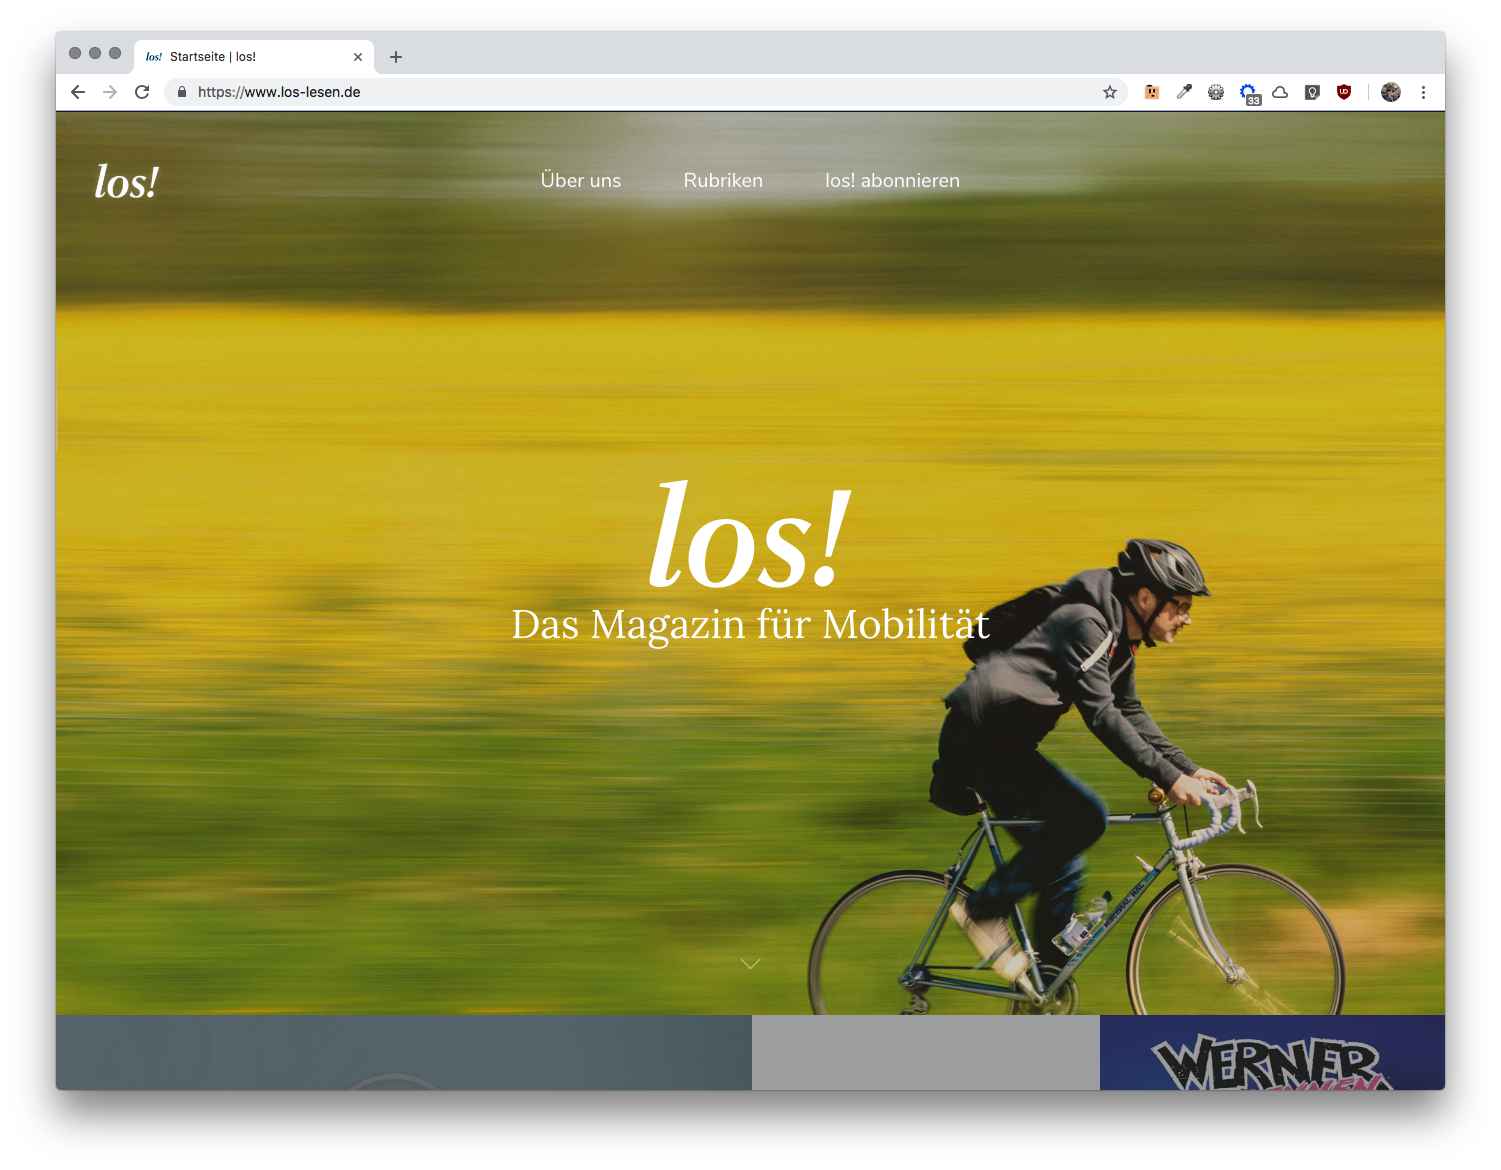 los! Startseite | los!
https://www.los-lesen.de
33
los!
Über uns Rubriken los! abonnieren
los!
Das Magazin für Mobilität
WERNER
RENNEN